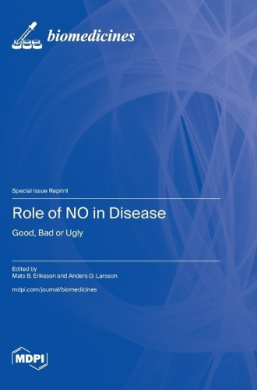 biomedicines
Special Issue Reprint
Role of NO in Disease
Good, Bad or Ugly
Edited by
Mats B. Eriksson and Anders O. Larsson
mdpi.com/journal/biomedicines
MDPI